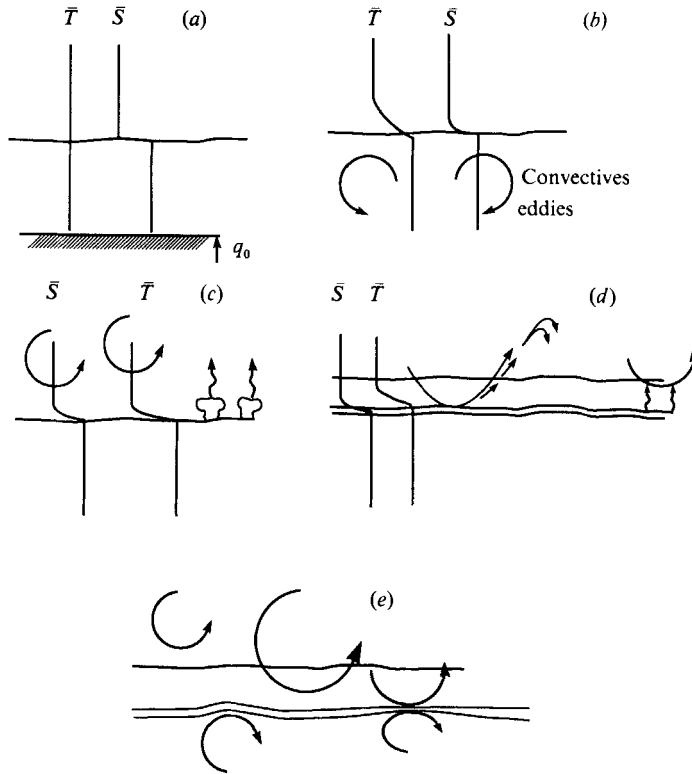 T̄ S̄ (a)
q₀
T̄ S̄ (b)
Convectives
eddies
S̄ T̄ (c)
S̄ T̄ (d)
(e)